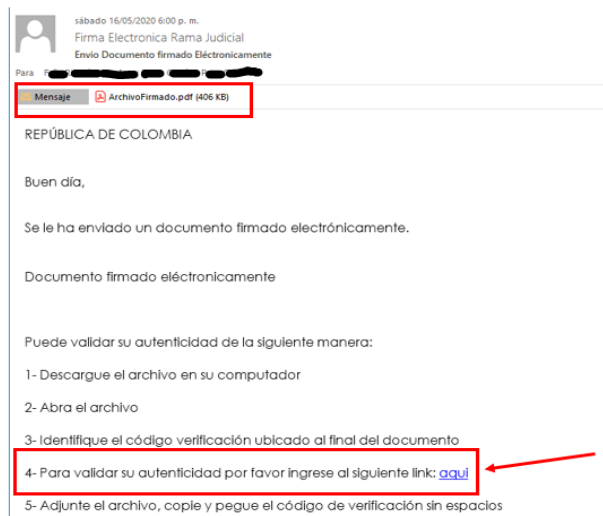 sábado 16/05/2020 6:00 p. m.
Firma Electronica Rama Judicial
Envio Documento firmado Eléctronicamente
Para
Mensaje ArchivoFirmado.pdf (406 KB)
REPÚBLICA DE COLOMBIA
Buen día,
Se le ha enviado un documento firmado electrónicamente.
Documento firmado eléctronicamente
Puede validar su autenticidad de la siguiente manera:
1- Descargue el archivo en su computador
2- Abra el archivo
3- Identifique el código verificación ubicado al final del documento
4- Para validar su autenticidad por favor ingrese al siguiente link: aqui
5- Adjunte el archivo, copie y pegue el código de verificación sin espacios